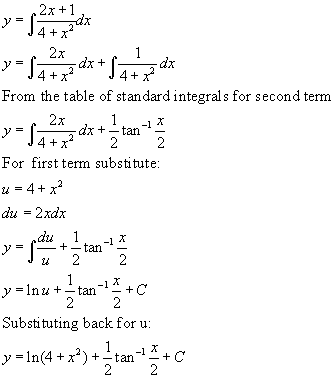 y = ∫ (2x + 1)/(4 + x²) dx
y = ∫ 2x/(4 + x²) dx + ∫ 1/(4 + x²) dx
From the table of standard integrals for second term
y = ∫ 2x/(4 + x²) dx + 1/2 tan⁻¹ x/2
For first term substitute:
u = 4 + x²
du = 2xdx
y = ∫ du/u + 1/2 tan⁻¹ x/2
y = ln u + 1/2 tan⁻¹ x/2 + C
Substituting back for u:
y = ln(4 + x²) + 1/2 tan⁻¹ x/2 + C